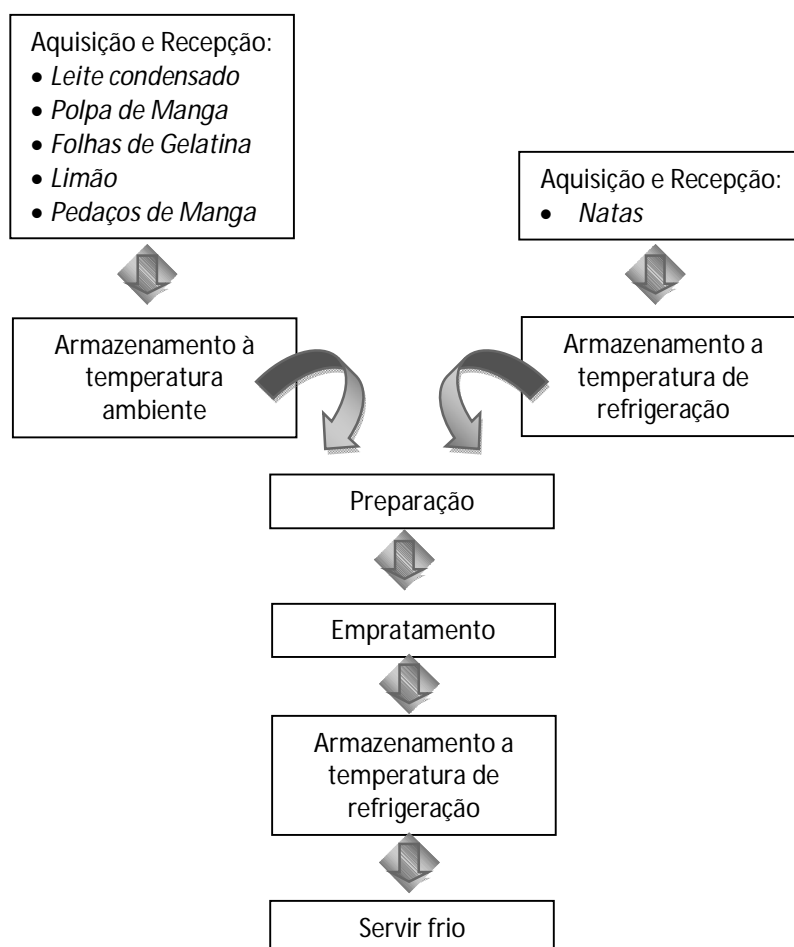 Aquisição e Recepção:
• Leite condensado
• Polpa de Manga
• Folhas de Gelatina
• Limão
• Pedaços de Manga
Aquisição e Recepção:
• Natas
Armazenamento à
temperatura
ambiente
Armazenamento a
temperatura de
refrigeração
Preparação
Empratamento
Armazenamento a
temperatura de
refrigeração
Servir frio